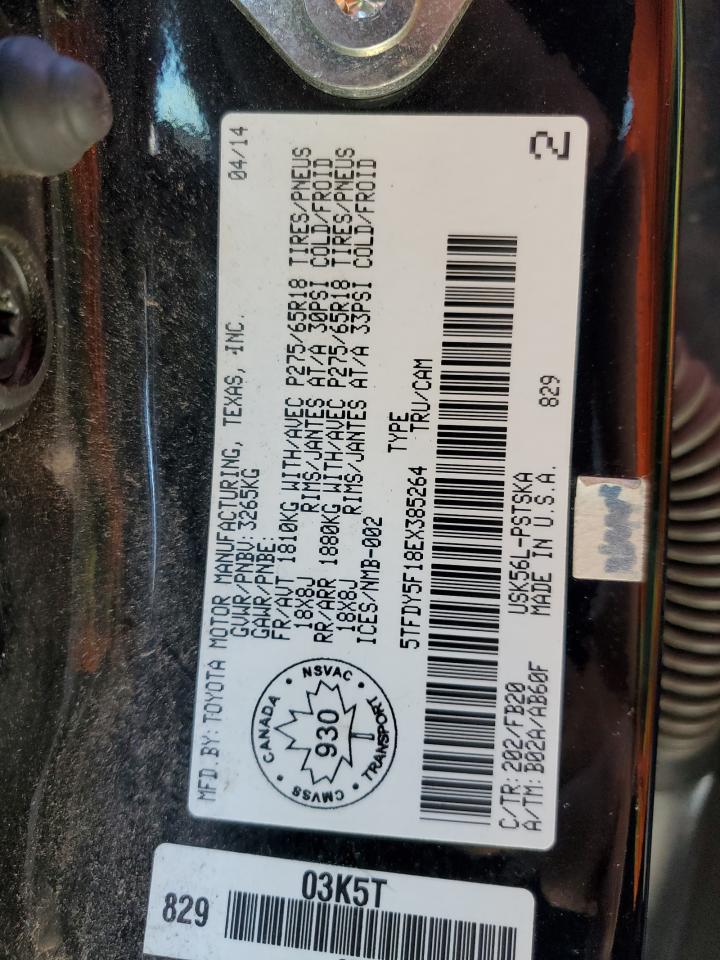 MFD.BY: TOYOTA MOTOR MANUFACTURING, TEXAS, INC. 04/14
GVWR/PNBV: 3265KG
GAWR/PNBE:
FR/AVT 1810KG WITH/AVEC P275/65R18 TIRES/PNEUS
18X8J RIMS/JANTES AT/A 30PSI COLD/FROID
RR/ARR 1880KG WITH/AVEC P275/65R18 TIRES/PNEUS
18X8J RIMS/JANTES AT/A 33PSI COLD/FROID
ICES/NMB-002
CANADA • NSVAC • TRANSPORT • CMVSS •
930
TYPE
5TFDY5F18EX385264 TRU/CAM
C/TR: 202/FB20 USK56L-PSTSKA
A/TM: B02A/AB60F MADE IN U.S.A. 829
2
03K5T
829